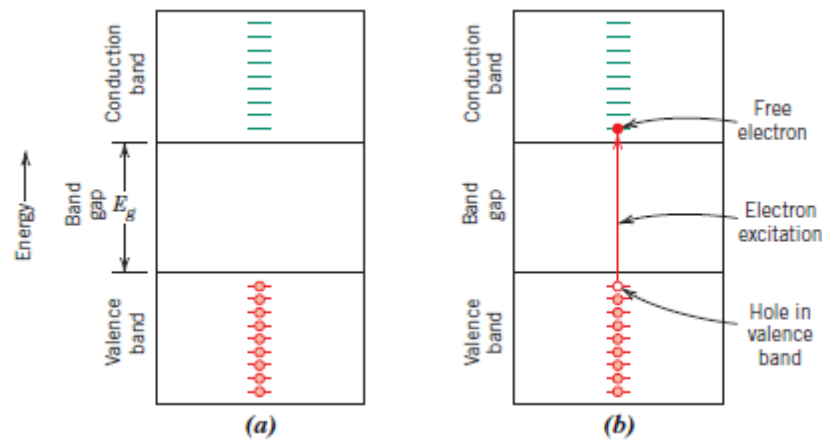 Energy
Conduction
band
Band
gap
E_g
Valence
band
(a)
Conduction
band
Band
gap
Valence
band
Free
electron
Electron
excitation
Hole in
valence
band
(b)